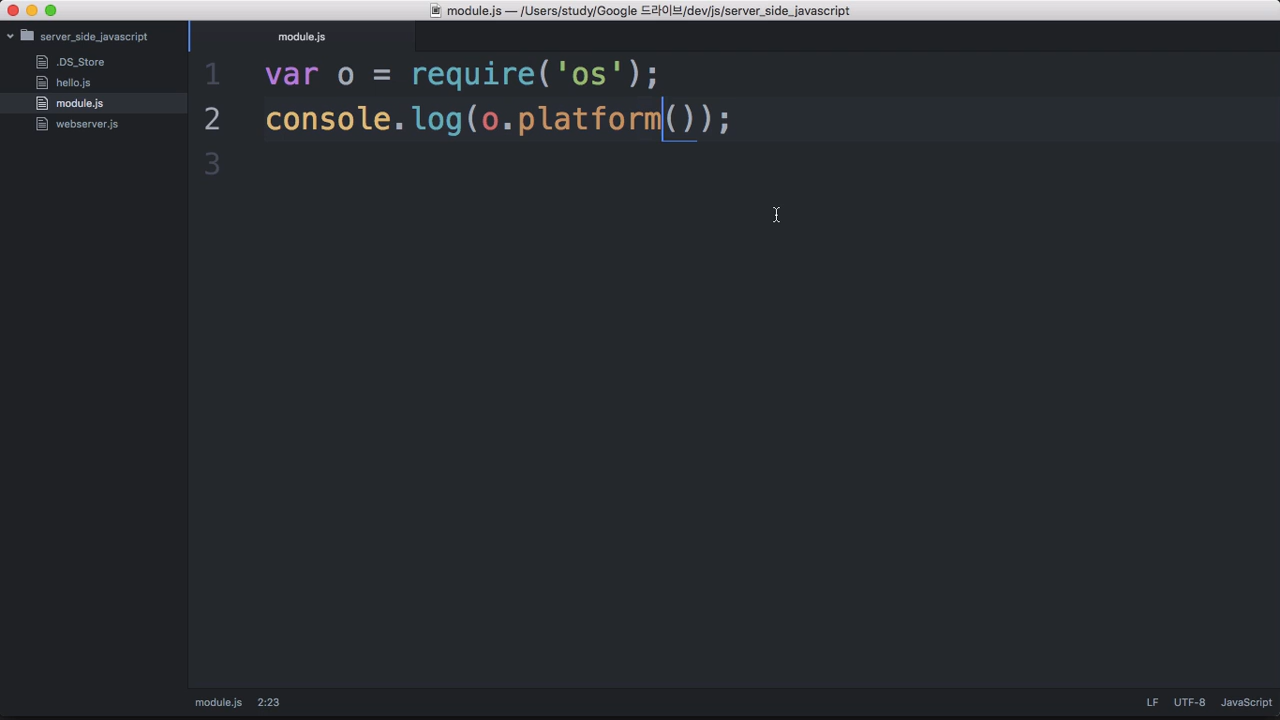 module.js — /Users/study/Google 드라이브/dev/js/server_side_javascript
server_side_javascript
.DS_Store
hello.js
module.js
webserver.js
module.js
1 var o = require('os');
2 console.log(o.platform());
3
module.js 2:23
LF UTF-8 JavaScript